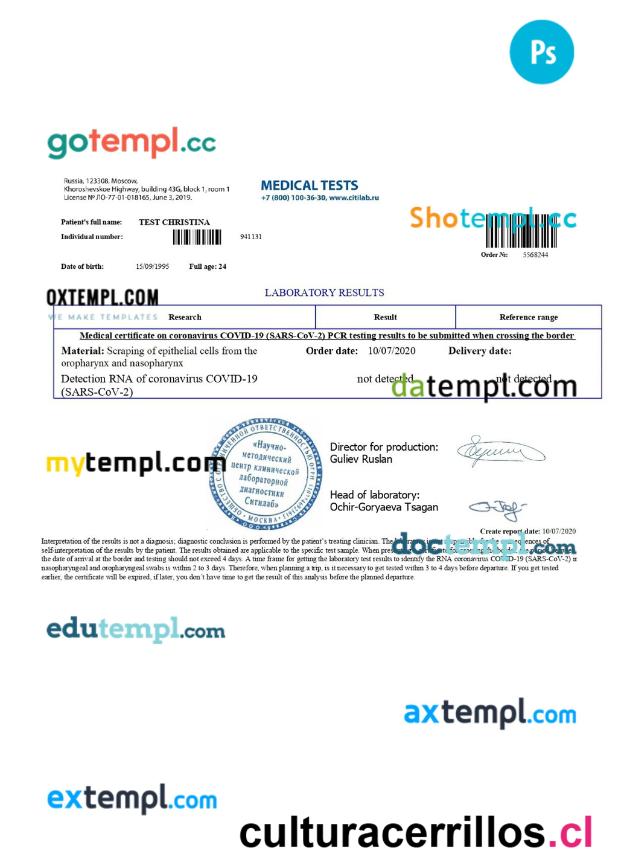 Ps
gotempl.cc
Russia, 123308, Moscow,
Khoroshevskoe Highway, building 43G, block 1, room 1
License № ЛО-77-01-018165, June 3, 2019.
MEDICAL TESTS
+7 (800) 100-36-30, www.citilab.ru
Shotempl.cc
Patient's full name: TEST CHRISTINA
Individual number: 941131
Order №: 5568244
Date of birth: 15/09/1995 Full age: 24
OXTEMPL.COM
WE MAKE TEMPLATES
LABORATORY RESULTS
Research Result Reference range
Medical certificate on coronavirus COVID-19 (SARS-CoV-2) PCR testing results to be submitted when crossing the border
Material: Scraping of epithelial cells from the Order date: 10/07/2020 Delivery date:
oropharynx and nasopharynx
Detection RNA of coronavirus COVID-19 not detected not detected
(SARS-CoV-2)
datempl.com
mytempl.com
«Научно-
методический
центр клинической
лабораторной
диагностики
Ситилаб»
МОСКВА
Director for production:
Guliev Ruslan
Head of laboratory:
Ochir-Goryaeva Tsagan
Create report date: 10/07/2020
Interpretation of the results is not a diagnosis; diagnostic conclusion is performed by the patient's treating clinician. The
self-interpretation of the results by the patient. The results obtained are applicable to the specific test sample. When
doctempl.com
the date of arrival at the border and testing should not exceed 4 days. A time frame for getting the laboratory test results to identify the RNA coronavirus COVID-19 (SARS-CoV-2) in
nasopharyngeal and oropharyngeal swabs is within 2 to 3 days. Therefore, when planning a trip, is it necessary to get tested within 3 to 4 days before departure. If you get tested
earlier, the certificate will be expired, if later, you don't have time to get the result of this analysis before the planned departure.
edutempl.com
axtempl.com
extempl.com
culturacerrillos.cl